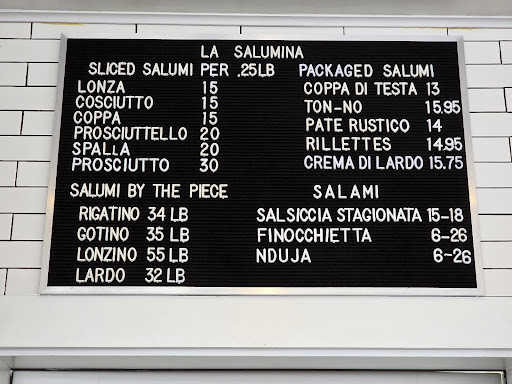 LA SALUMINA
SLICED SALUMI PER .25LB
LONZA 15
COSCIUTTO 15
COPPA 15
PROSCIUTTELLO 20
SPALLA 20
PROSCIUTTO 30
PACKAGED SALUMI
COPPA DI TESTA 13
TON-NO 15.95
PATE RUSTICO 14
RILLETTES 14.95
CREMA DI LARDO 15.75
SALUMI BY THE PIECE
RIGATINO 34 LB
GOTINO 35 LB
LONZINO 55 LB
LARDO 32 LB
SALAMI
SALSICCIA STAGIONATA 15-18
FINOCCHIETTA 6-26
NDUJA 6-26